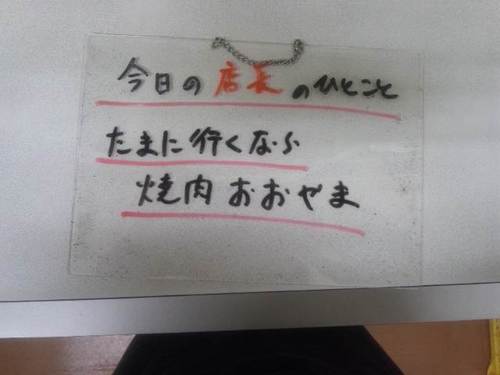 今日の店長のひとこと
たまに行くなら
焼肉おおやま